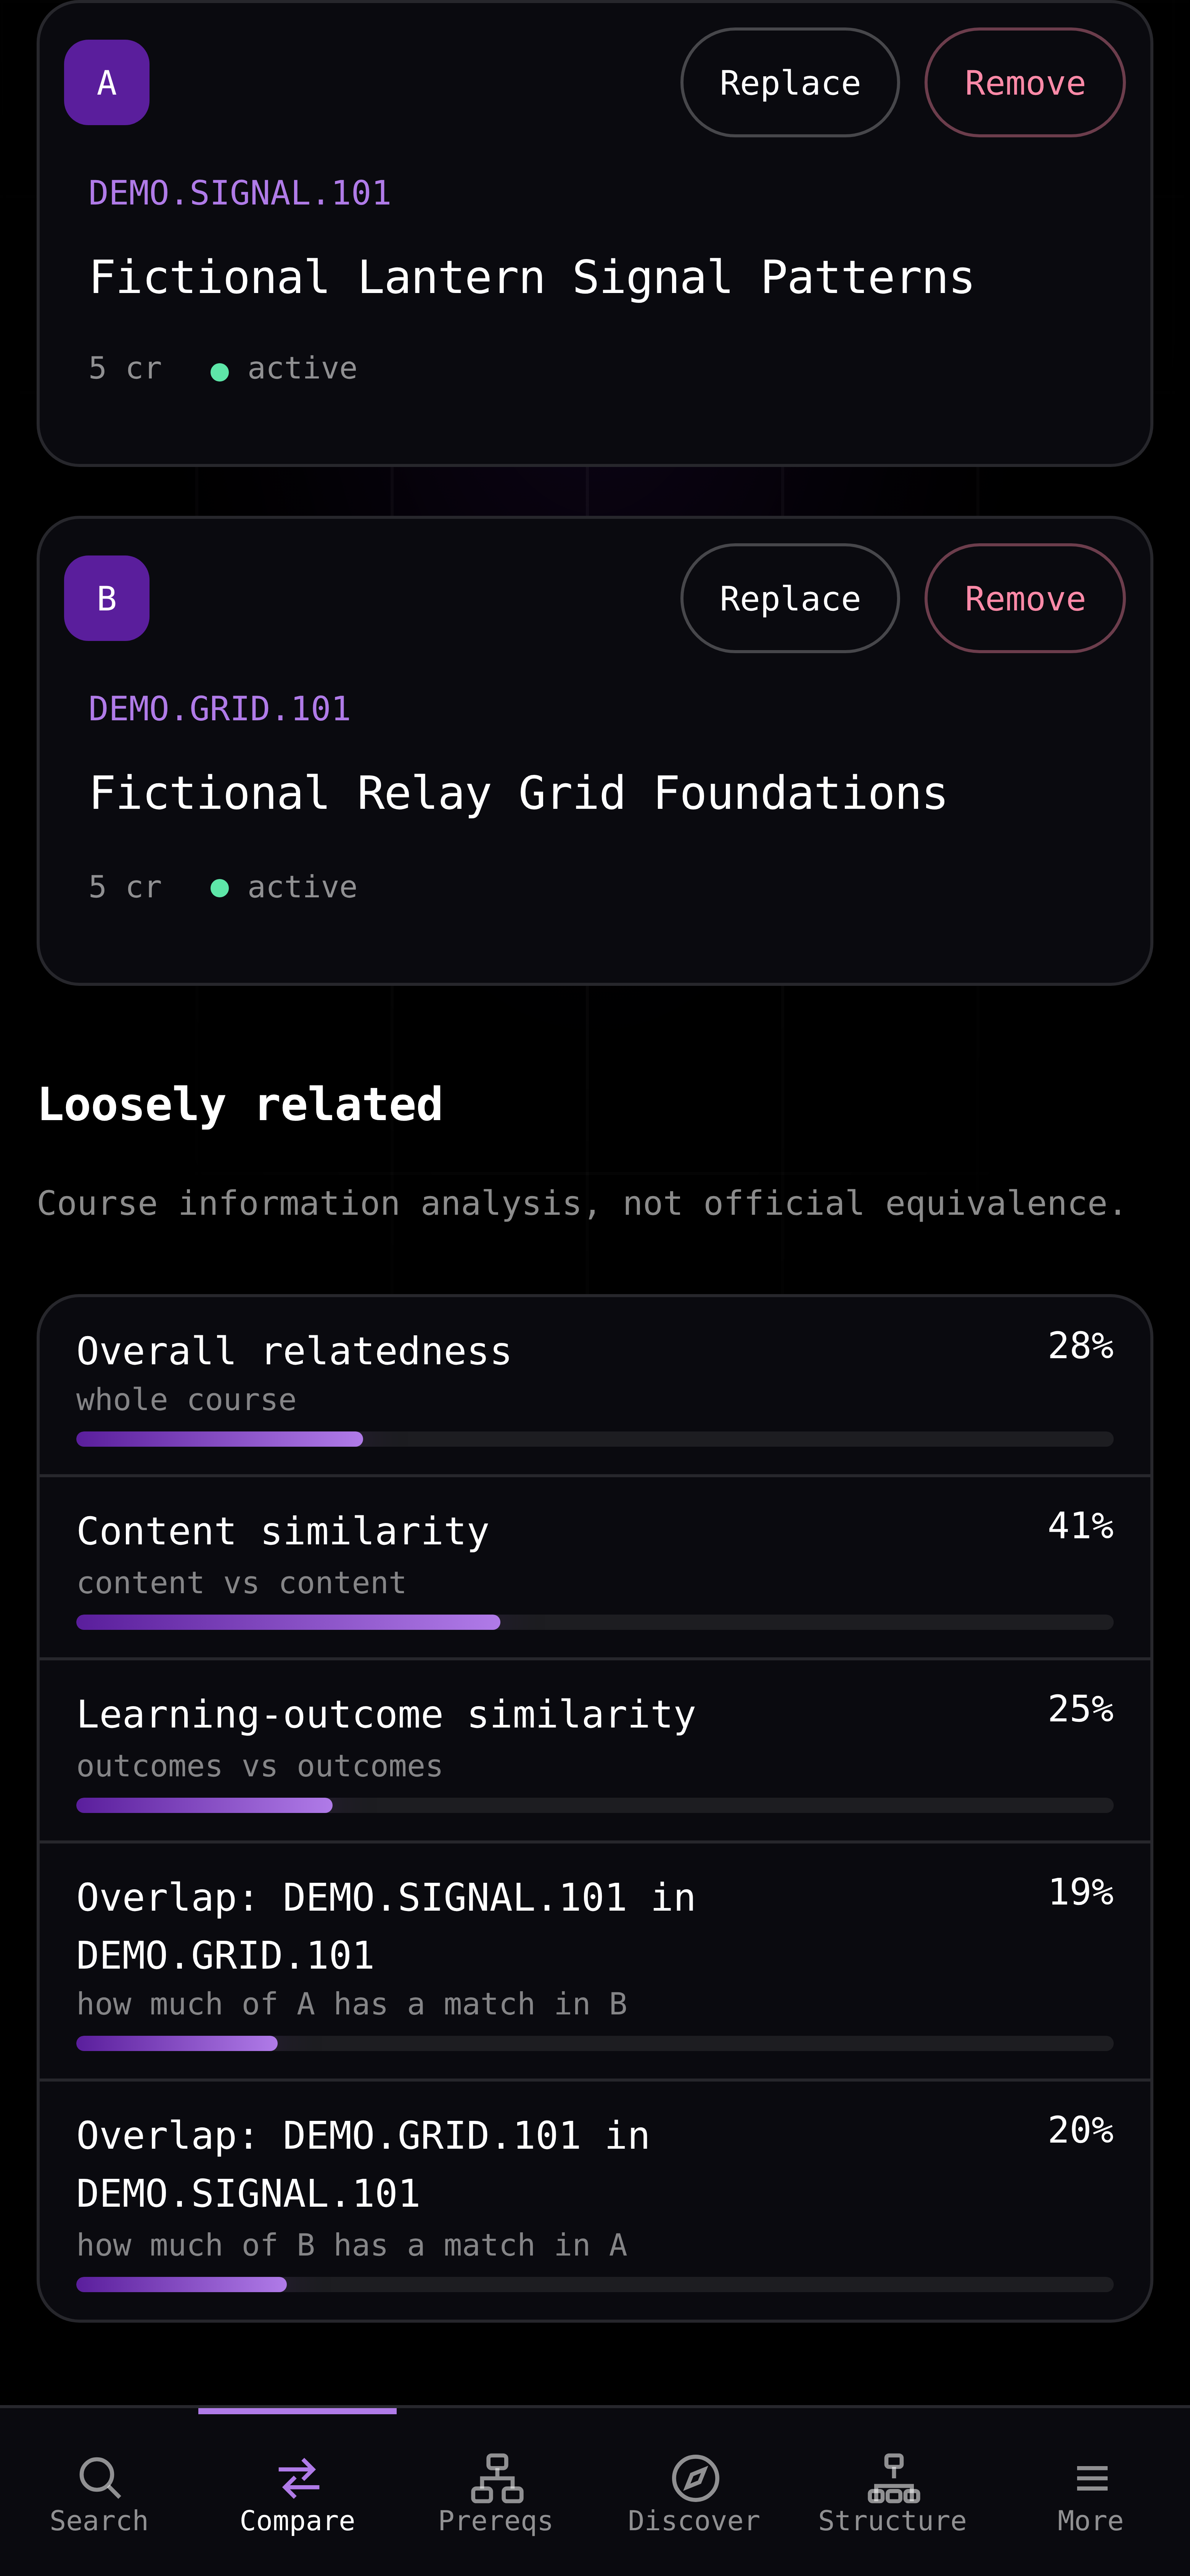 A
Replace
Remove
DEMO.SIGNAL.101
Fictional Lantern Signal Patterns
5 cr active
B
Replace
Remove
DEMO.GRID.101
Fictional Relay Grid Foundations
5 cr active
Loosely related
Course information analysis, not official equivalence.
Overall relatedness 28%
whole course
Content similarity 41%
content vs content
Learning-outcome similarity 25%
outcomes vs outcomes
Overlap: DEMO.SIGNAL.101 in 19%
DEMO.GRID.101
how much of A has a match in B
Overlap: DEMO.GRID.101 in 20%
DEMO.SIGNAL.101
how much of B has a match in A
Search Compare Prereqs Discover Structure More